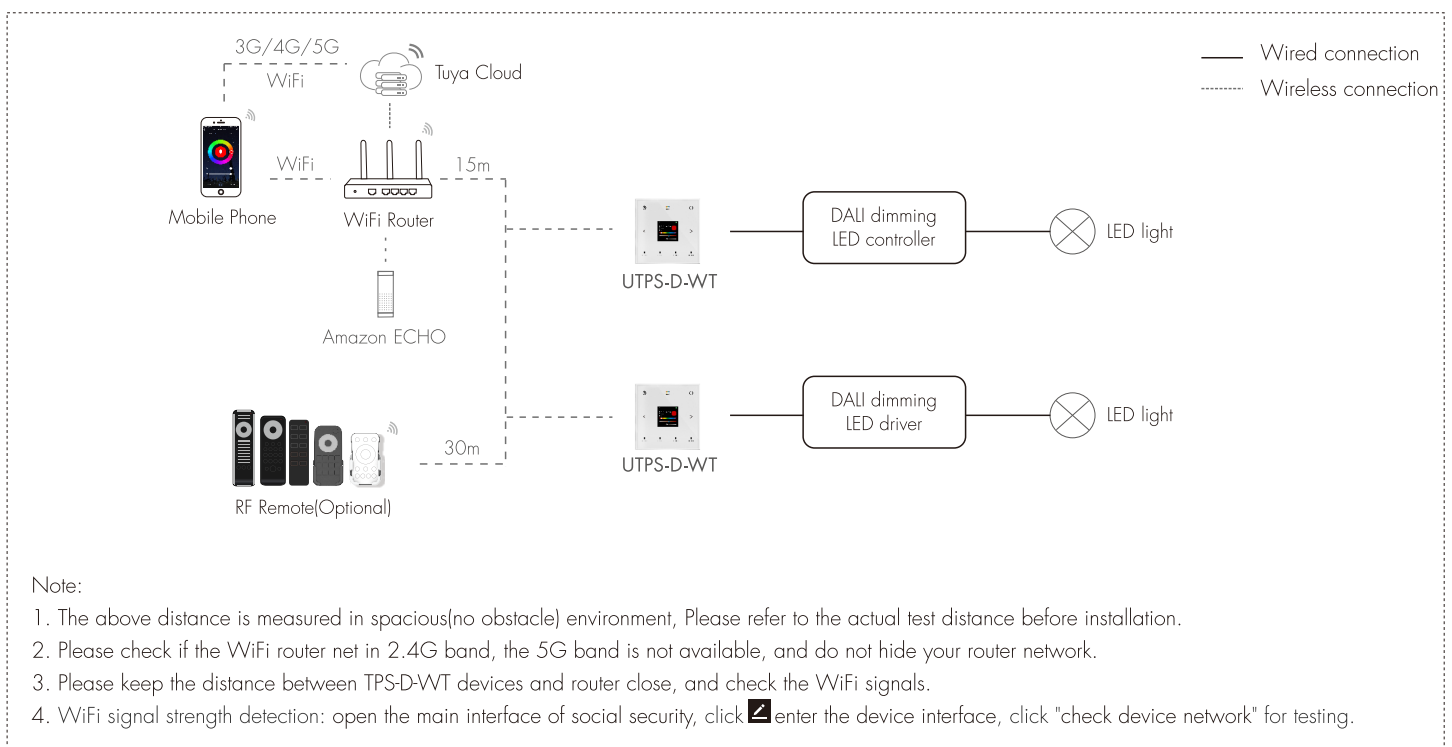 3G/4G/5G
WiFi
Tuya Cloud
Wired connection
Wireless connection
WiFi
15m
Mobile Phone
WiFi Router
DALI dimming
LED controller
LED light
UTPS-D-WT
Amazon ECHO
DALI dimming
LED driver
LED light
30m
UTPS-D-WT
RF Remote(Optional)
Note:
1. The above distance is measured in spacious(no obstacle) environment, Please refer to the actual test distance before installation.
2. Please check if the WiFi router net in 2.4G band, the 5G band is not available, and do not hide your router network.
3. Please keep the distance between TPS-D-WT devices and router close, and check the WiFi signals.
4. WiFi signal strength detection: open the main interface of social security, click enter the device interface, click "check device network" for testing.